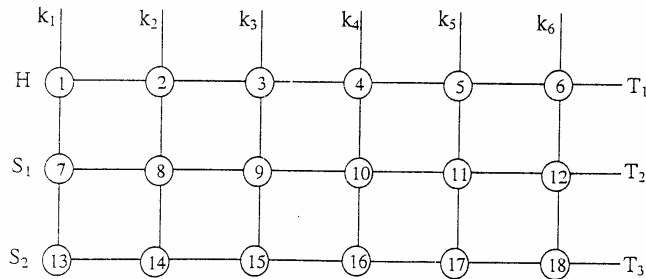 k₁ k₂ k₃ k₄ k₅ k₆
H 1 2 3 4 5 6 T₁
S₁ 7 8 9 10 11 12 T₂
S₂ 13 14 15 16 17 18 T₃